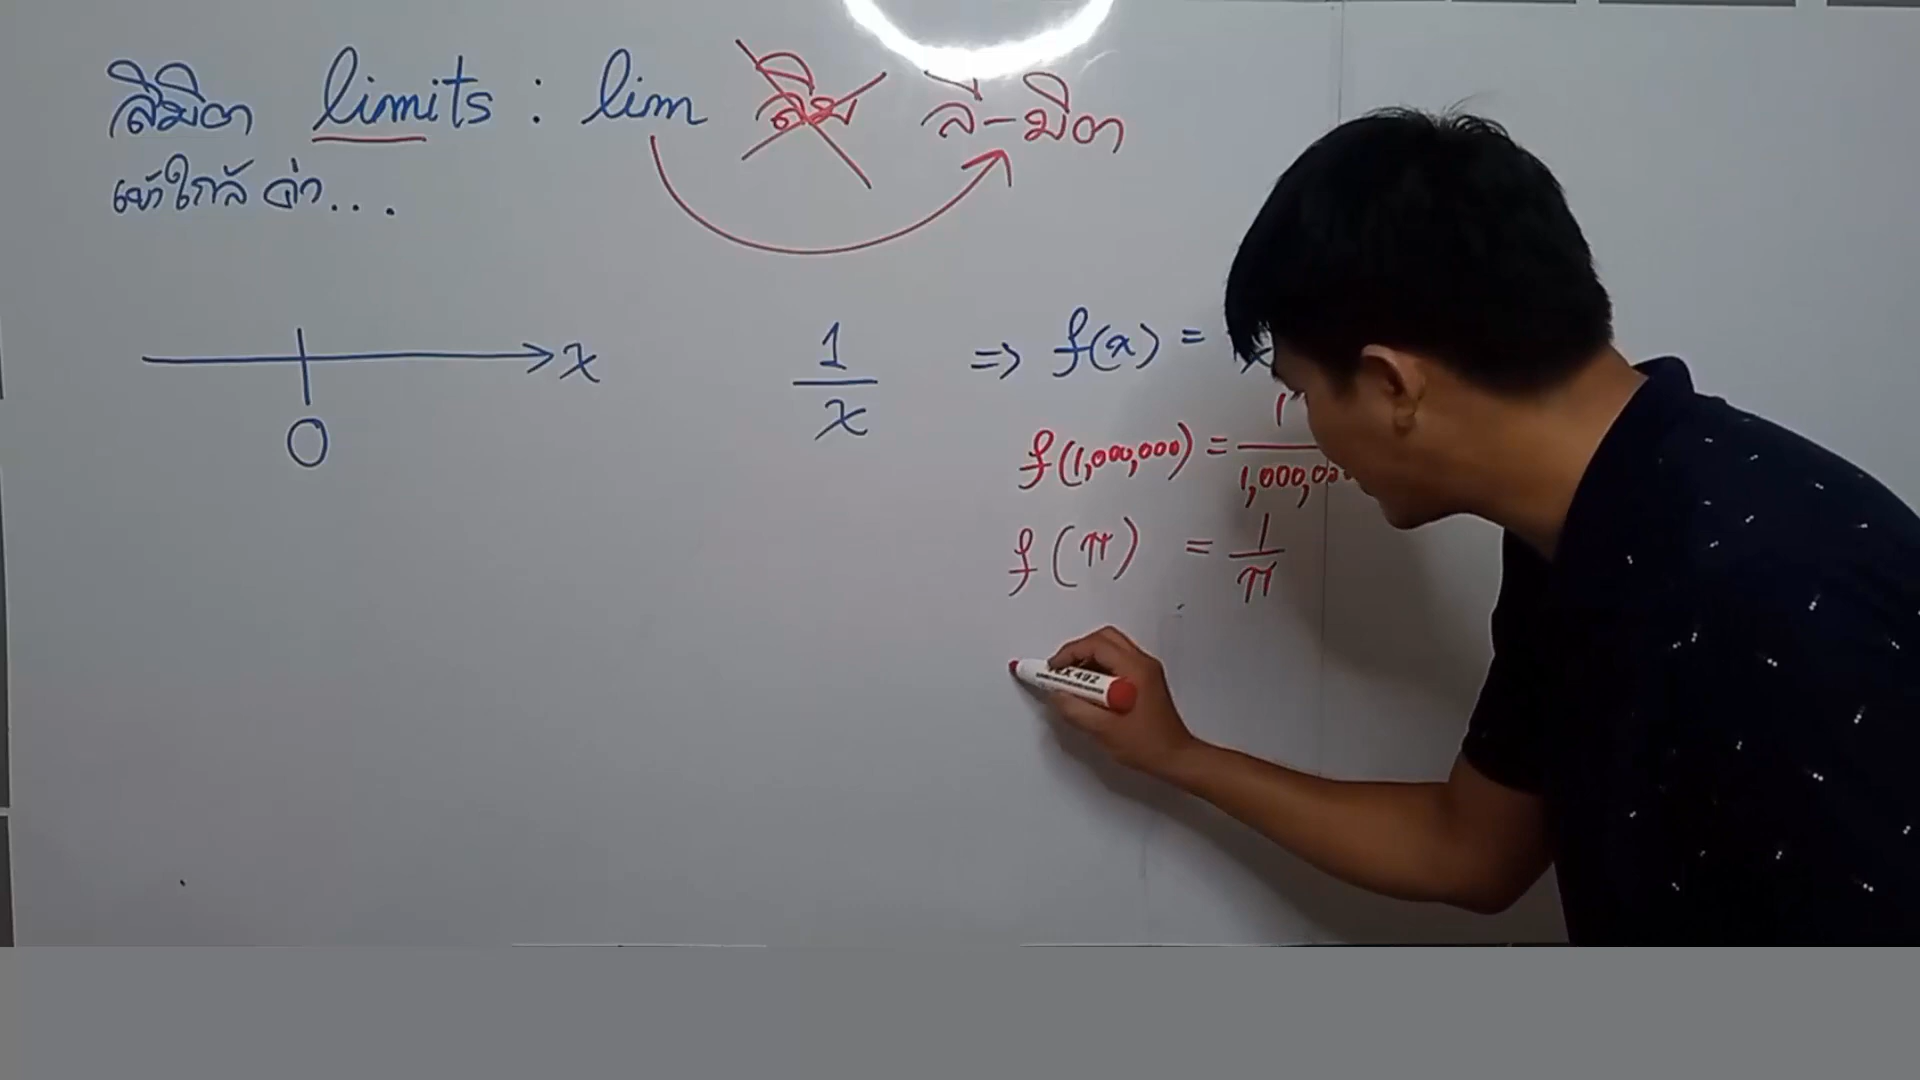 ลิมิต limits : lim ลิม ลิ-มิต
เข้าใกล้ ค่า...
x
0
1
x
=> f(x) =
x
f(1,000,000) = 1
1,000,000
f(π) = 1
π